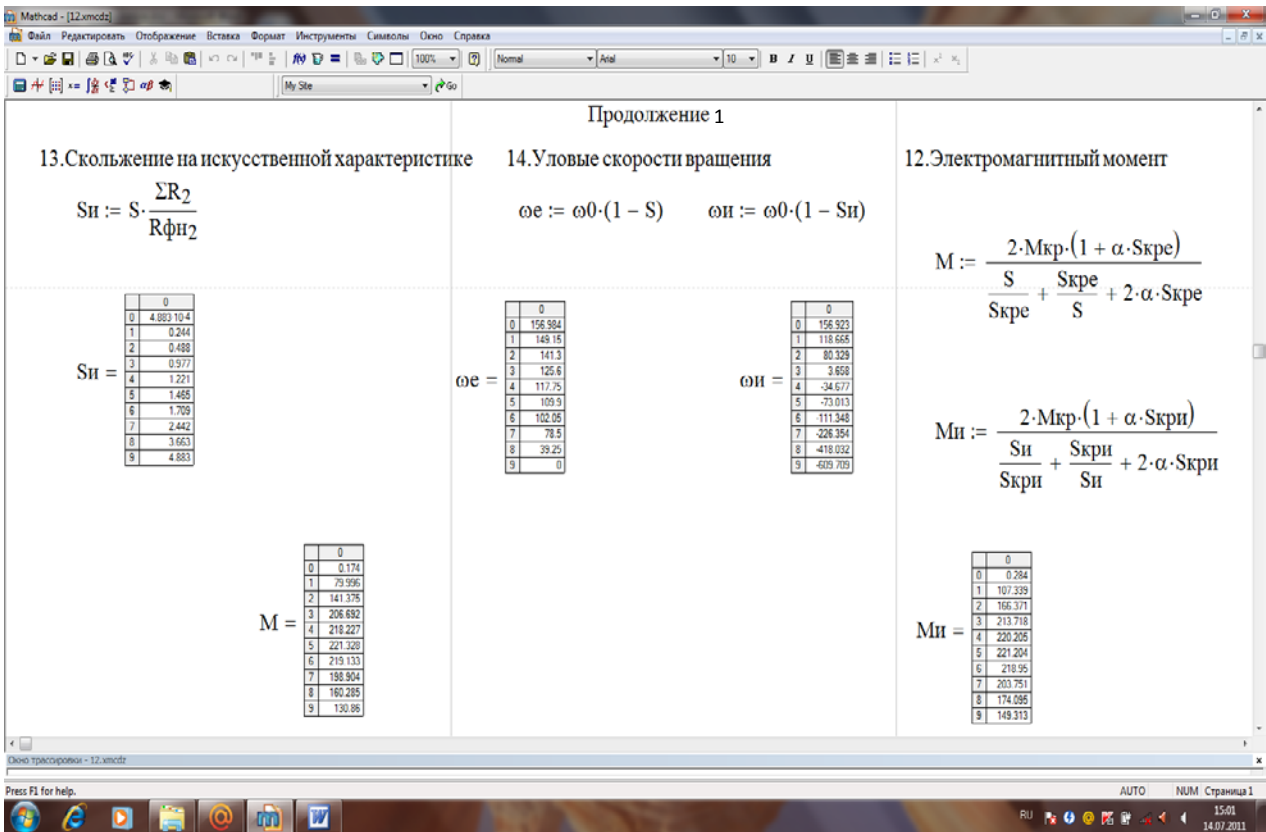 Mathcad - [12.xmcdz]
Файл Редактировать Отображение Вставка Формат Инструменты Символы Окно Справка
100% Normal Arial 10 B I U
My Site Go
Продолжение 1
13.Скольжение на искусственной характеристике
14.Уловые скорости вращения
12.Электромагнитный момент
Sи := S·ΣR2/Rфн2
ωe := ω0·(1 − S) ωи := ω0·(1 − Sи)
M := 2·Мкр·(1 + α·Sкре) / (S/Sкре + Sкре/S + 2·α·Sкре)
Sи =
0
0 4.883·10-4
1 0.244
2 0.488
3 0.977
4 1.221
5 1.465
6 1.709
7 2.442
8 3.663
9 4.883
ωe =
0
0 156.984
1 149.15
2 141.3
3 125.6
4 117.75
5 109.9
6 102.05
7 78.5
8 39.25
9 0
ωи =
0
0 156.923
1 118.665
2 80.329
3 3.658
4 -34.677
5 -73.013
6 -111.348
7 -226.354
8 -418.032
9 -609.709
Ми := 2·Мкр·(1 + α·Sкри) / (Sи/Sкри + Sкри/Sи + 2·α·Sкри)
M =
0
0 0.174
1 79.996
2 141.375
3 206.692
4 218.227
5 221.328
6 219.133
7 198.904
8 160.285
9 130.86
Ми =
0
0 0.284
1 107.339
2 166.371
3 213.718
4 220.205
5 221.204
6 218.95
7 203.751
8 174.095
9 149.313
Окно трассировки - 12.xmcdz
Press F1 for help.
AUTO NUM Страница 1
RU 15:01
14.07.2011